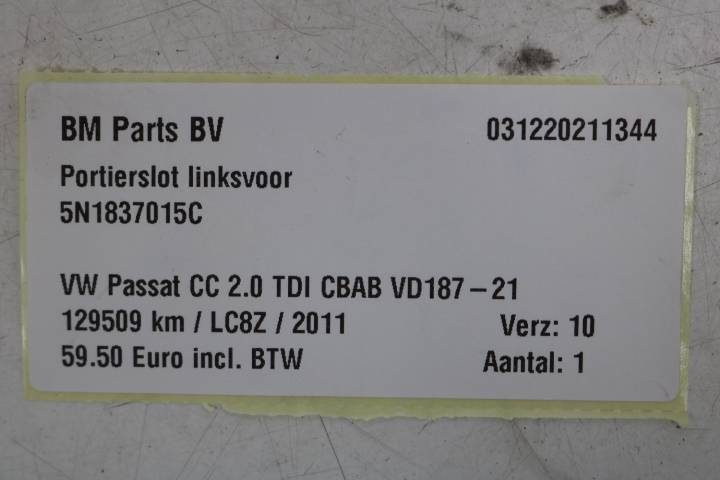 BM Parts BV 031220211344
Portierslot linksvoor
5N1837015C
VW Passat CC 2.0 TDI CBAB VD187-21
129509 km / LC8Z / 2011 Verz: 10
59.50 Euro incl. BTW Aantal: 1